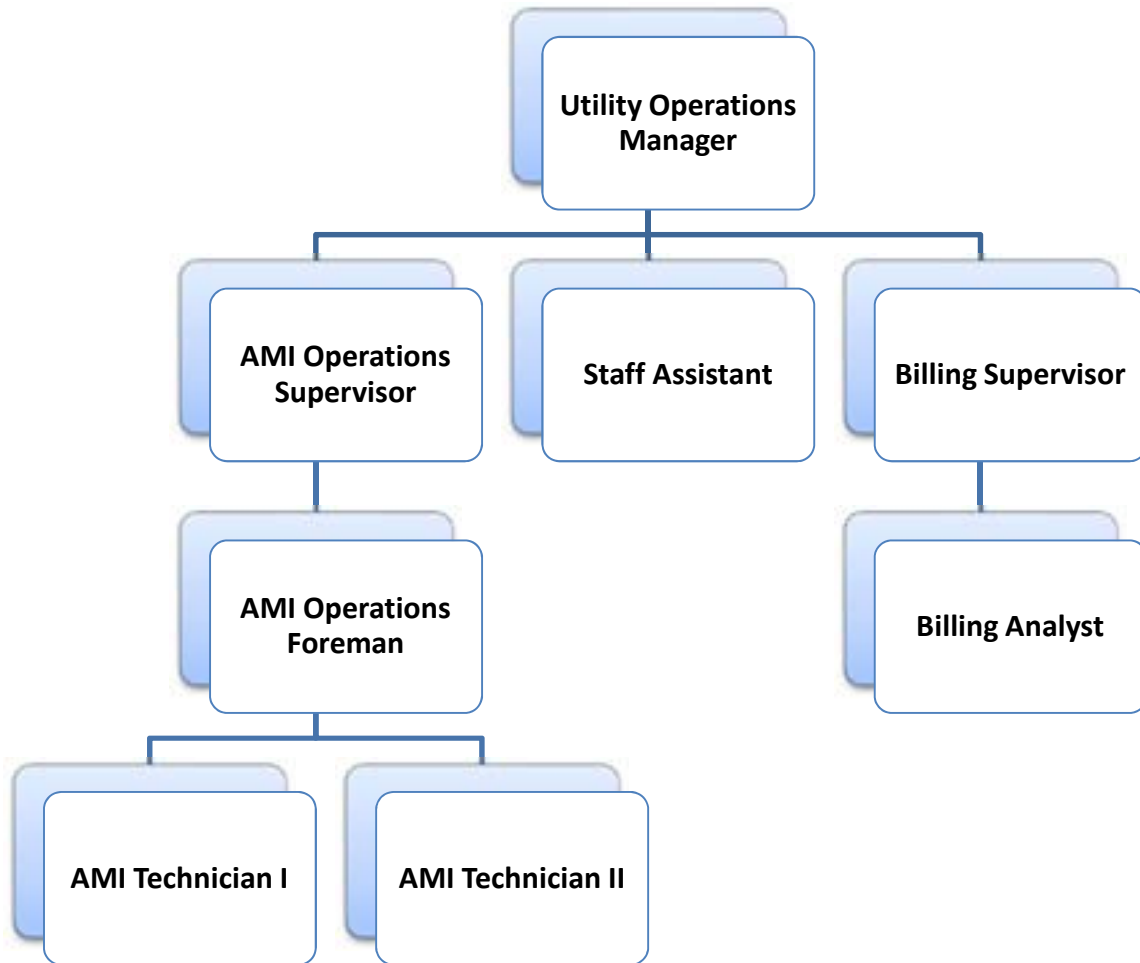 Utility Operations
Manager
AMI Operations
Supervisor
Staff Assistant
Billing Supervisor
AMI Operations
Foreman
Billing Analyst
AMI Technician I
AMI Technician II